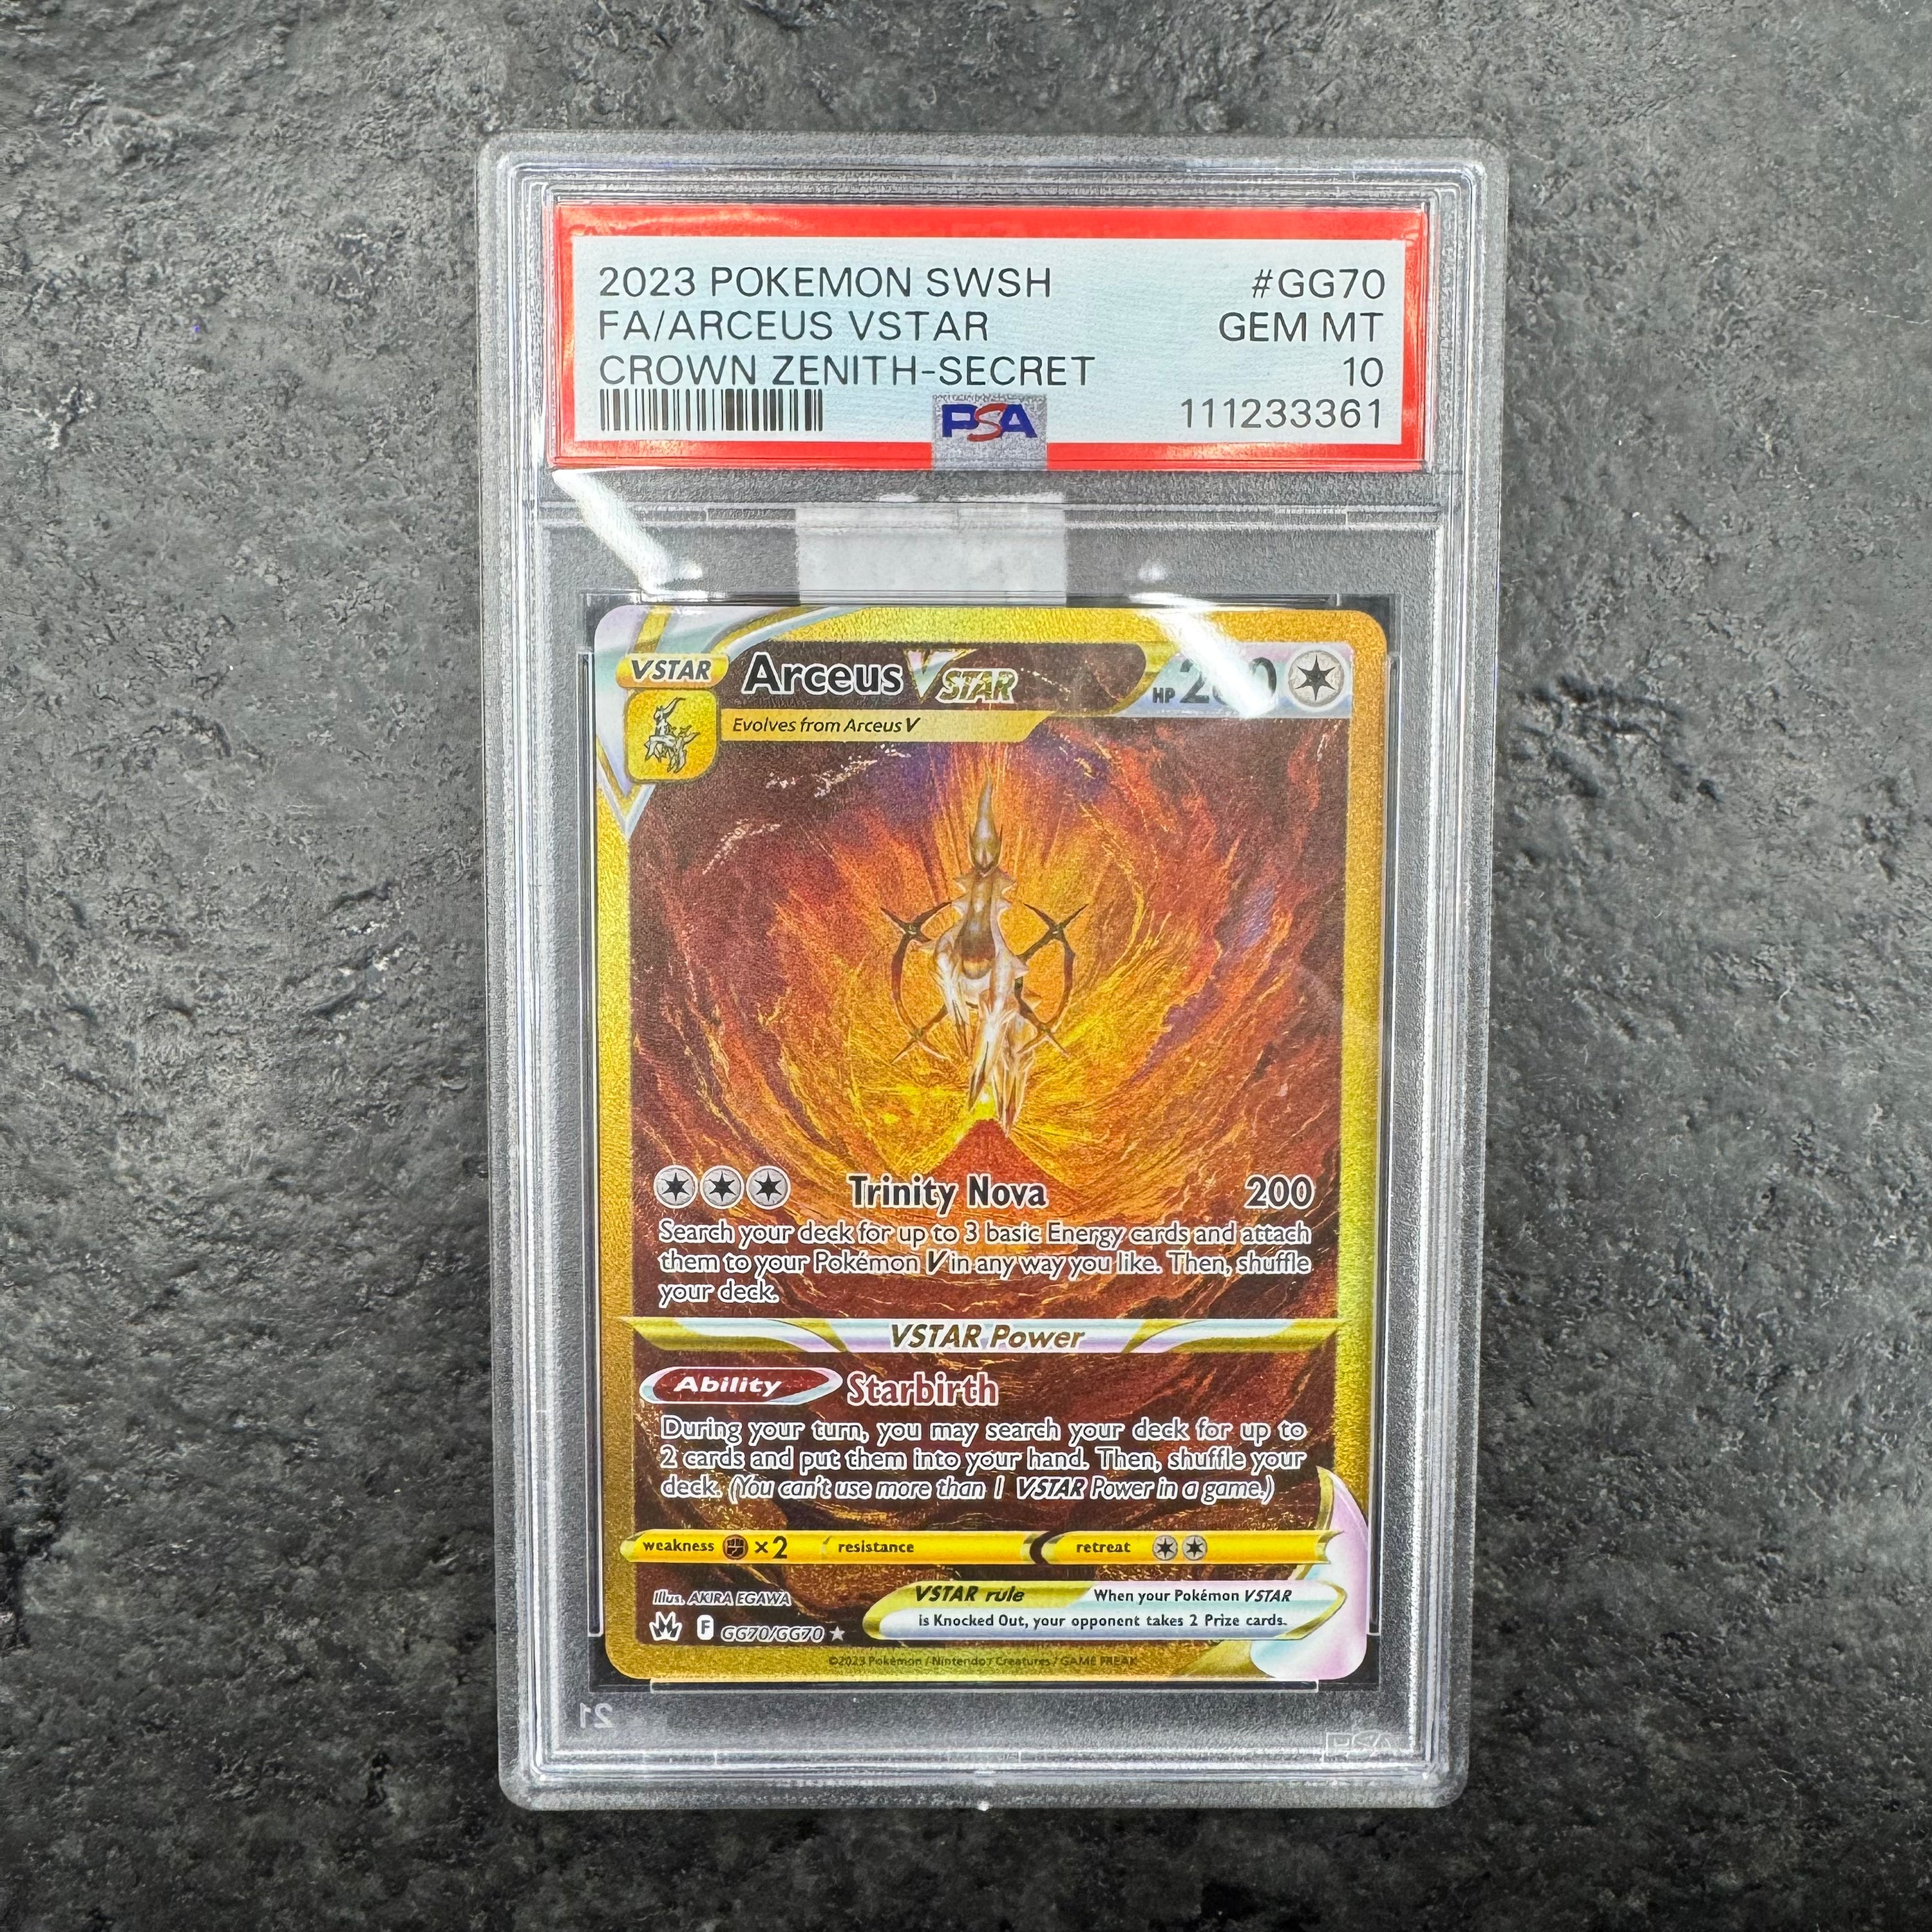 2023 POKEMON SWSH #GG70
FA/ARCEUS VSTAR GEM MT
CROWN ZENITH-SECRET 10
PSA 111233361
VSTAR Arceus VSTAR HP
Evolves from Arceus V
Trinity Nova 200
Search your deck for up to 3 basic Energy cards and attach
them to your Pokémon V in any way you like. Then, shuffle
your deck.
VSTAR Power
Ability Starbirth
During your turn, you may search your deck for up to
2 cards and put them into your hand. Then, shuffle your
deck. (You can't use more than 1 VSTAR Power in a game.)
weakness ×2 resistance retreat
Illus. AKIRA EGAWA
VSTAR rule When your Pokémon VSTAR
is Knocked Out, your opponent takes 2 Prize cards.
F GG70/GG70
©2023 Pokémon / Nintendo / Creatures / GAME FREAK
21
PSA